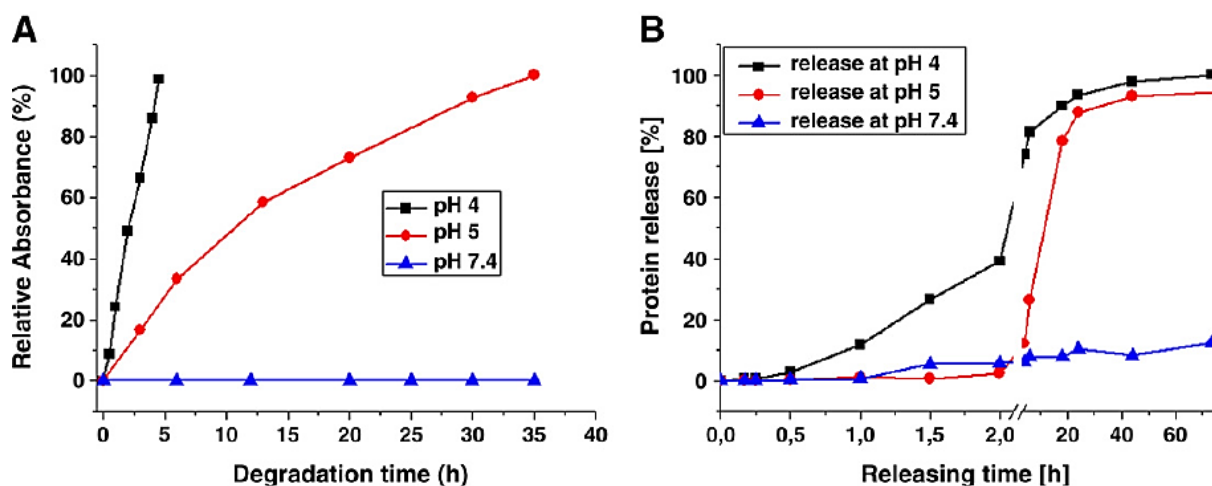 A
Relative Absorbance (%)
100
80
60
40
20
0
pH 4
pH 5
pH 7.4
0 5 10 15 20 25 30 35 40
Degradation time (h)
B
Protein release [%]
100
80
60
40
20
0
release at pH 4
release at pH 5
release at pH 7.4
0,0 0,5 1,0 1,5 2,0 20 40 60
Releasing time [h]